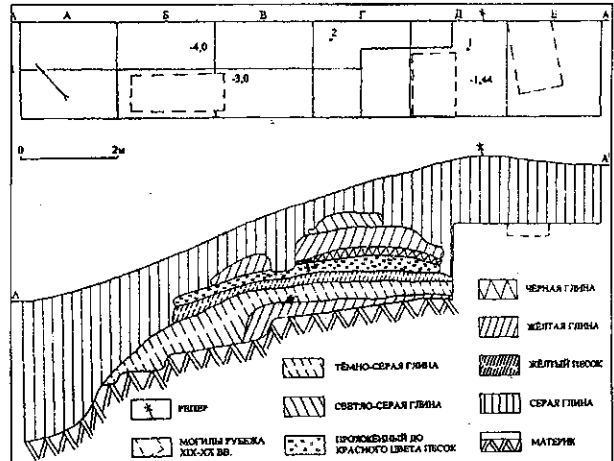 А А Б В Г Д Е А'
-4,0 2 1
-3,0 -1,44
0 2м
А'
А
ЧЁРНАЯ ГЛИНА
ЖЁЛТАЯ ГЛИНА
ТЁМНО-СЕРАЯ ГЛИНА
ЖЁЛТЫЙ ПЕСОК
РЕПЕР
СВЕТЛО-СЕРАЯ ГЛИНА
СЕРАЯ ГЛИНА
МОГИЛЫ РУБЕЖА
XIX-XX ВВ.
ПРОКАЛЁННЫЙ ДО
КРАСНОГО ЦВЕТА ПЕСОК
МАТЕРИК